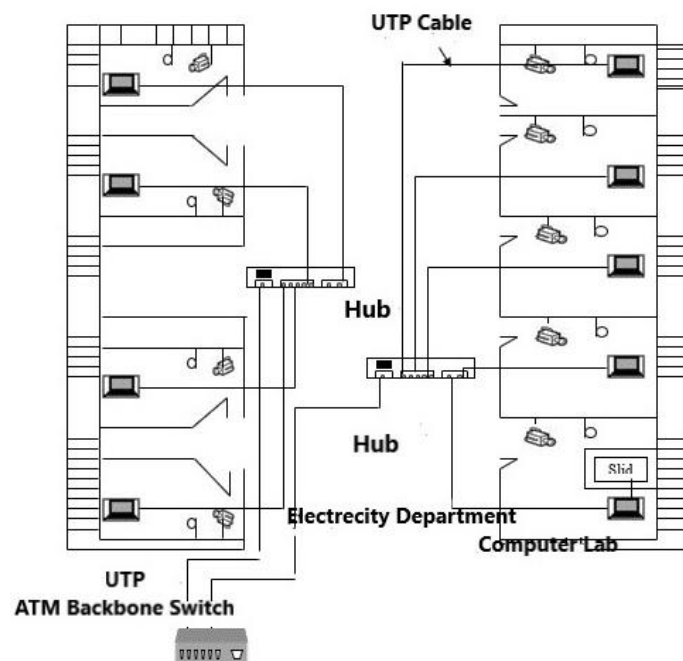 UTP Cable
Hub
Hub
Slid
Electrecity Department
Computer Lab
UTP
ATM Backbone Switch